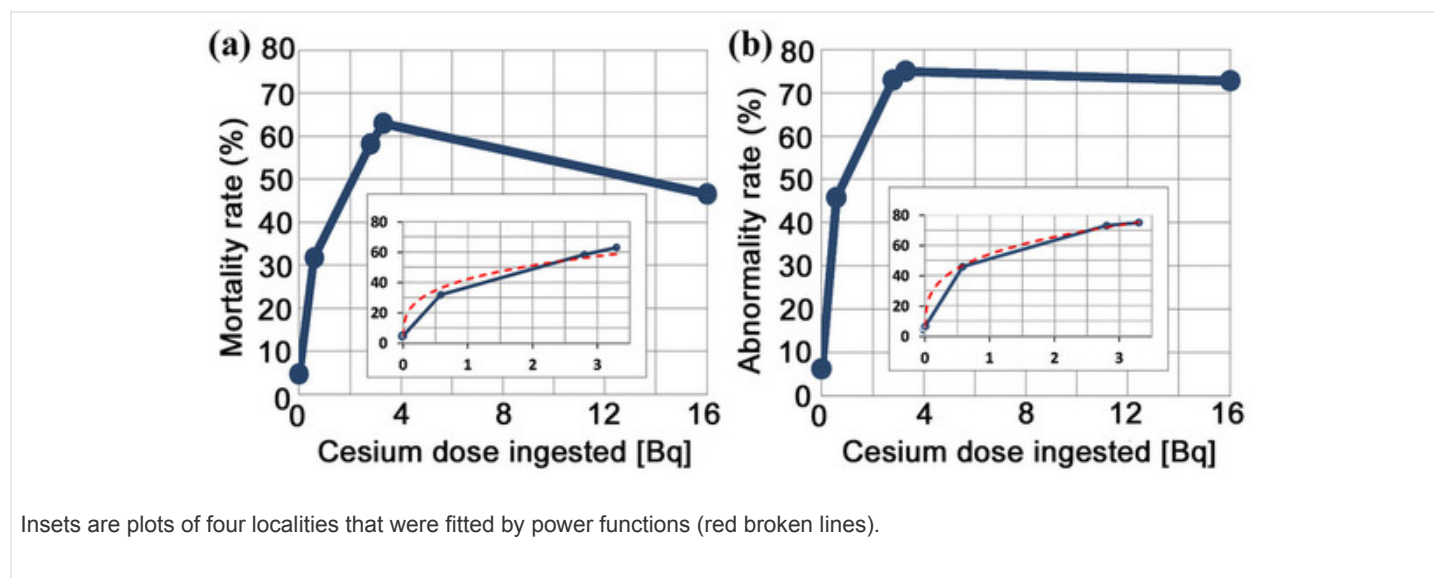 (a)
Mortality rate (%)
80
70
60
50
40
30
20
10
0
0 4 8 12 16
Cesium dose ingested [Bq]
80
60
40
20
0
0 1 2 3
(b)
Abnormality rate (%)
80
70
60
50
40
30
20
10
0
0 4 8 12 16
Cesium dose ingested [Bq]
80
60
40
20
0
0 1 2 3
Insets are plots of four localities that were fitted by power functions (red broken lines).